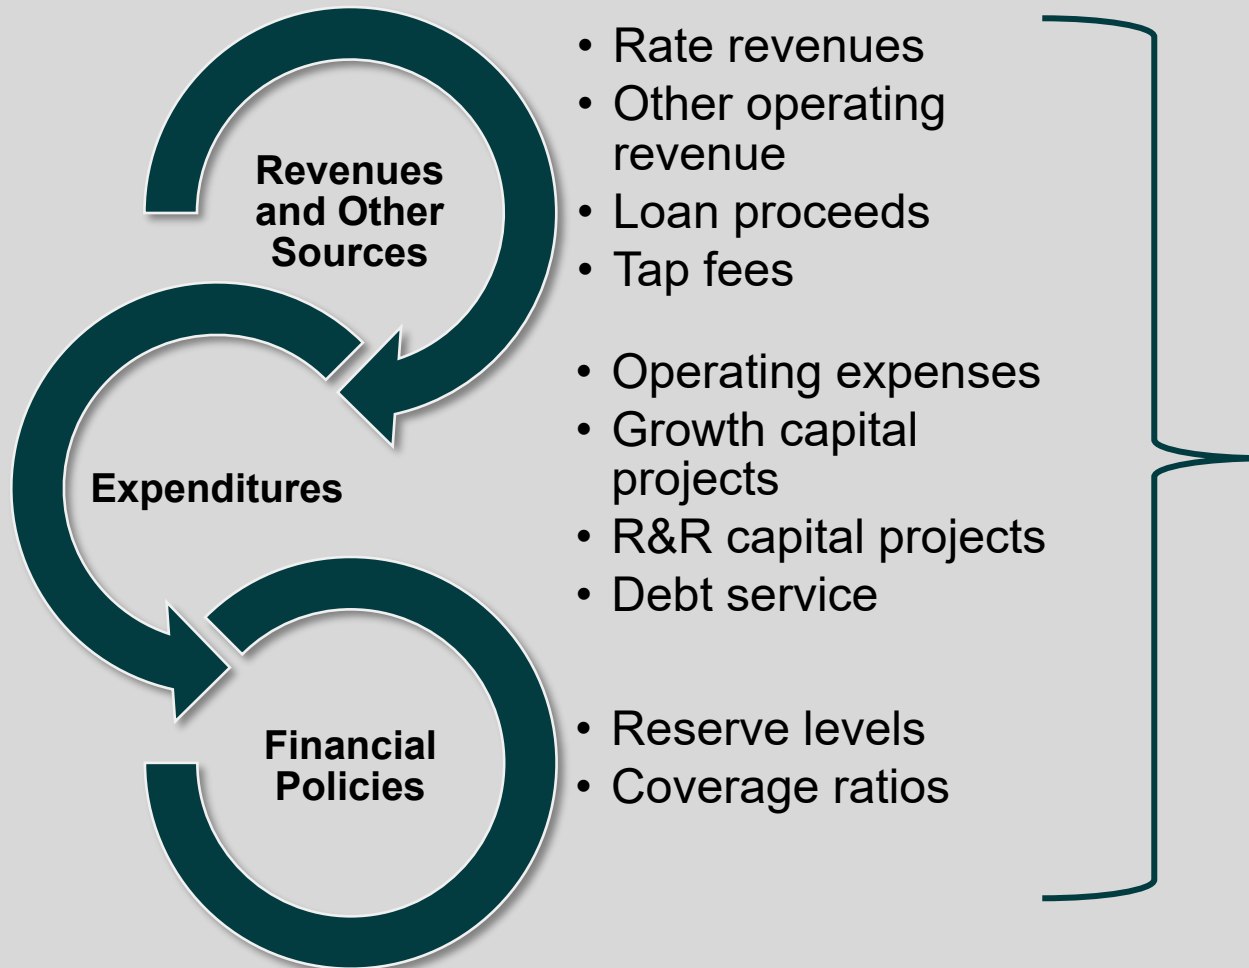 Revenues
and Other
Sources
• Rate revenues
• Other operating
revenue
• Loan proceeds
• Tap fees
Expenditures
• Operating expenses
• Growth capital
projects
• R&R capital projects
• Debt service
Financial
Policies
• Reserve levels
• Coverage ratios